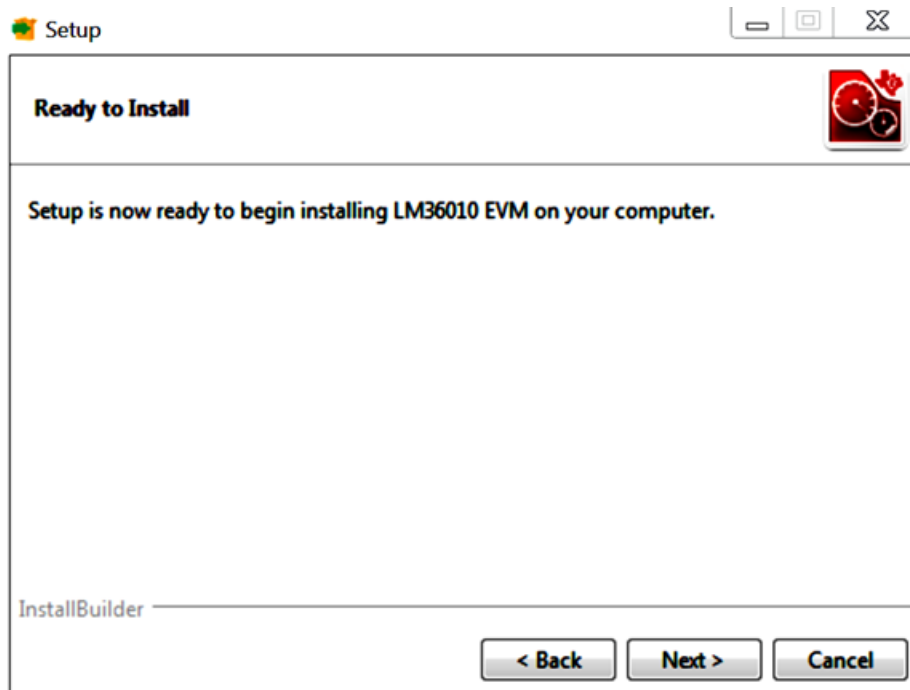 Setup
Ready to Install
Setup is now ready to begin installing LM36010 EVM on your computer.
InstallBuilder
< Back Next > Cancel